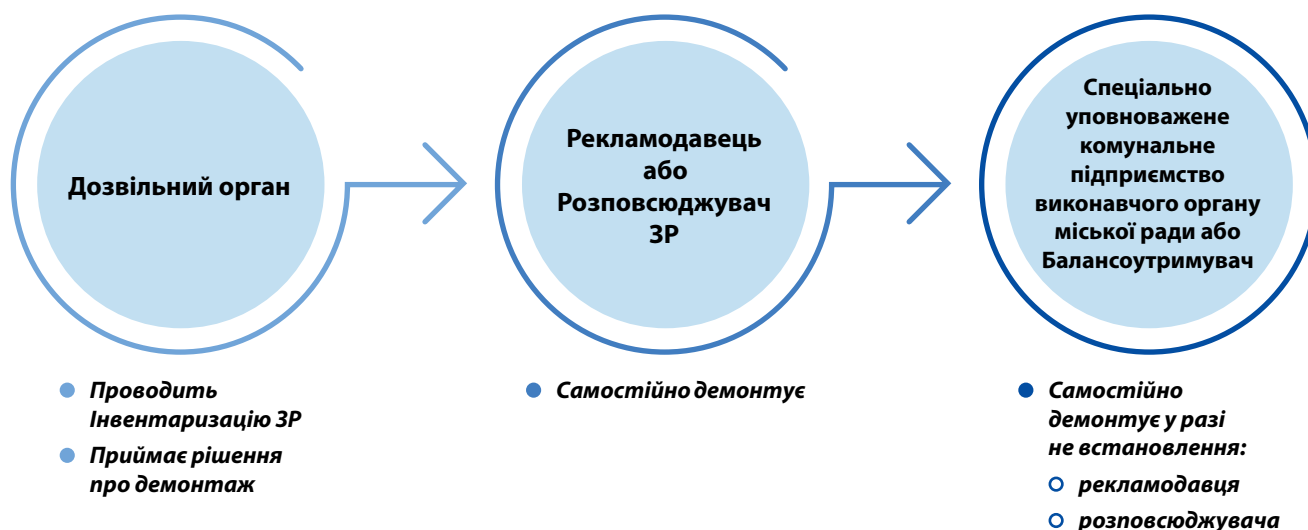 Дозвільний орган
Рекламодавець
або
Розповсюджувач
ЗР
Спеціально
уповноважене
комунальне
підприємство
виконавчого органу
міської ради або
Балансоутримувач
Проводить
Інвентаризацію ЗР
Приймає рішення
про демонтаж
Самостійно демонтує
Самостійно
демонтує у разі
не встановлення:
рекламодавця
розповсюджувача